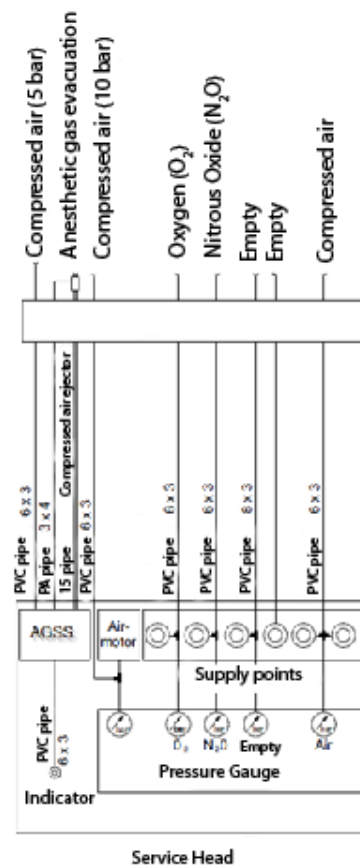 Compressed air (5 bar)
Anesthetic gas evacuation
Compressed air (10 bar)
Oxygen (O₂)
Nitrous Oxide (N₂O)
Empty
Empty
Compressed air
PVC pipe 6 x 3
PA pipe 3 x 4
15 pipe Compressed air ejector
PVC pipe 6 x 3
PVC pipe 6 x 3
PVC pipe 6 x 3
PVC pipe 6 x 3
PVC pipe 6 x 3
AGSS
Air-
motor
Supply points
PVC pipe
6 x 3
O₂
N₂O
Empty
Air
Pressure Gauge
Indicator
Service Head